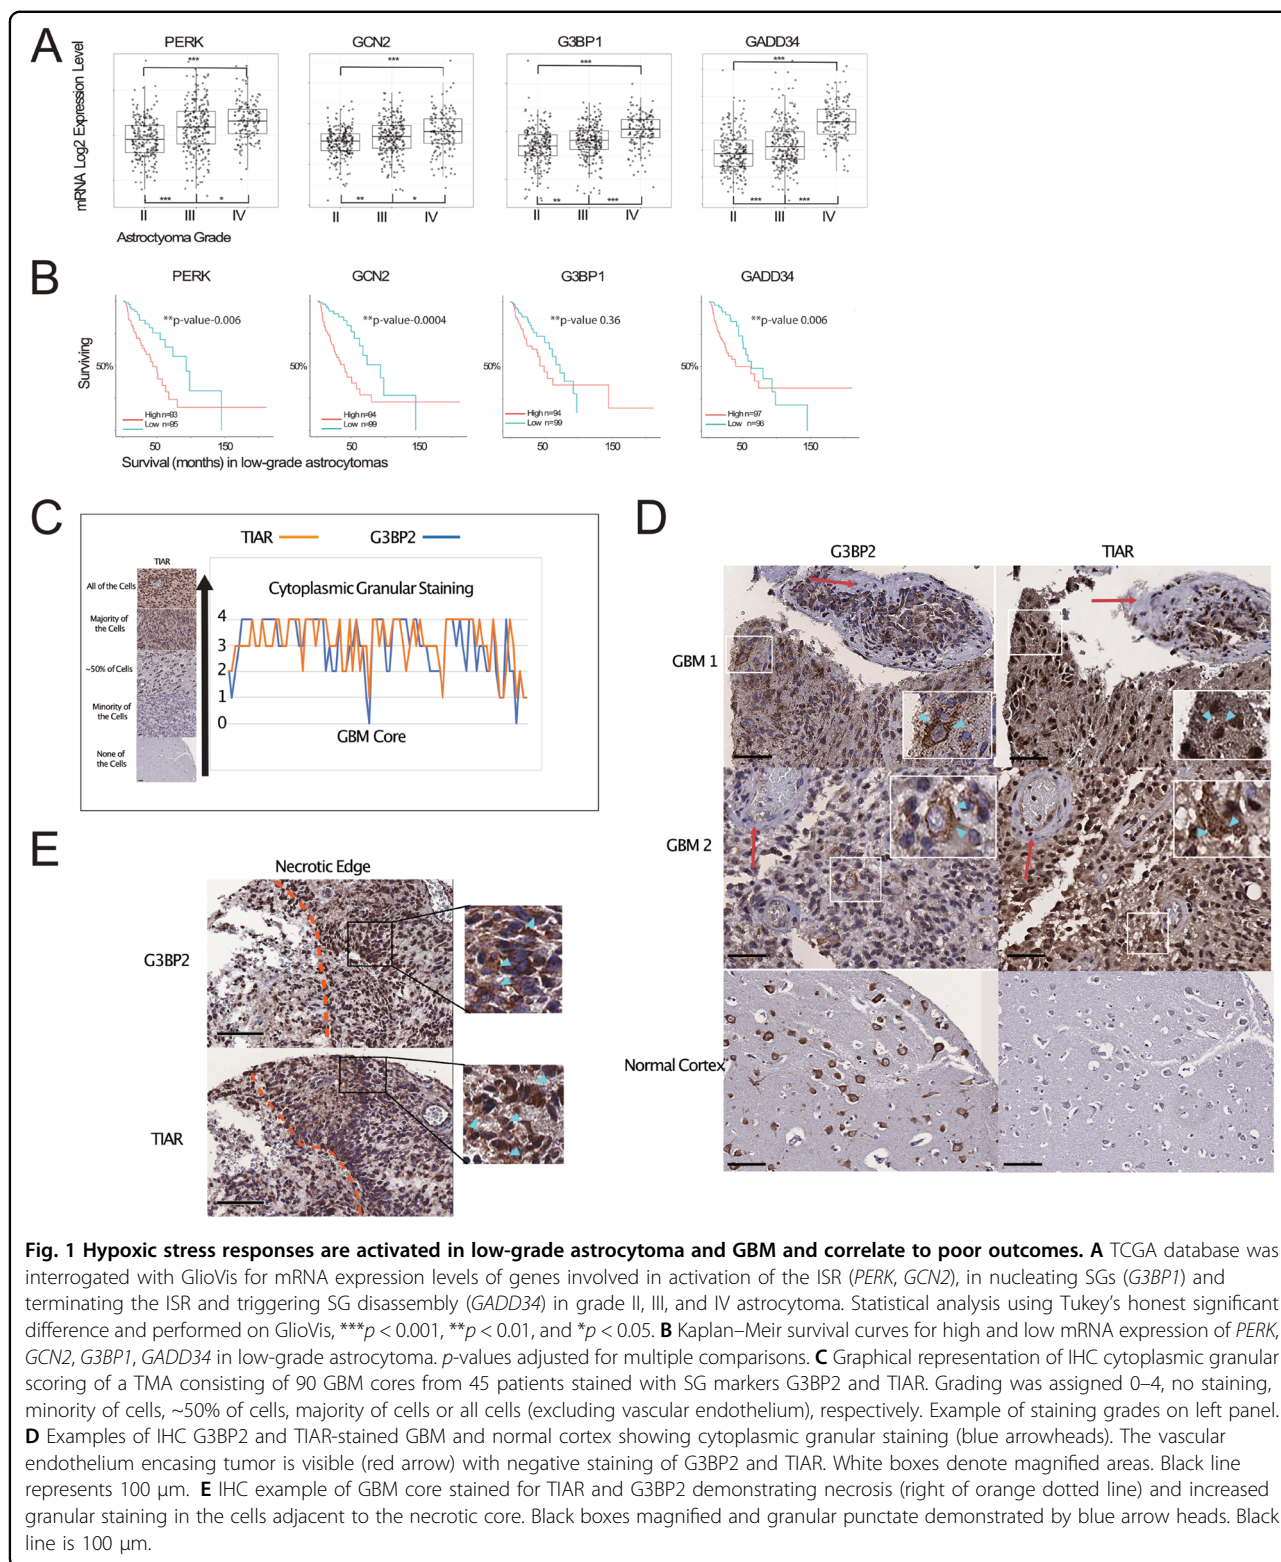 A
PERK GCN2 G3BP1 GADD34
mRNA Log2 Expression Level
*** *** *** ***
*** * ** * ** *** *** ***
II III IV II III IV II III IV II III IV
Astroctyoma Grade
B
PERK GCN2 G3BP1 GADD34
Surviving
**p-value-0.006 **p-value-0.0004 **p-value 0.36 **p-value 0.006
50% 50% 50% 50%
High n=93 High n=94 High n=94 High n=97
Low n=95 Low n=99 Low n=99 Low n=96
50 150 50 150 50 150 50 150
Survival (months) in low-grade astrocytomas
C
TIAR G3BP2
TIAR
All of the Cells
Majority of
the Cells
~50% of Cells
Minority of
the Cells
None of
the Cells
Cytoplasmic Granular Staining
4
3
2
1
0
GBM Core
D
G3BP2 TIAR
GBM 1
GBM 2
Normal Cortex
E
Necrotic Edge
G3BP2
TIAR
Fig. 1 Hypoxic stress responses are activated in low-grade astrocytoma and GBM and correlate to poor outcomes. A TCGA database was
interrogated with GlioVis for mRNA expression levels of genes involved in activation of the ISR (PERK, GCN2), in nucleating SGs (G3BP1) and
terminating the ISR and triggering SG disassembly (GADD34) in grade II, III, and IV astrocytoma. Statistical analysis using Tukey's honest significant
difference and performed on GlioVis, ***p < 0.001, **p < 0.01, and *p < 0.05. B Kaplan–Meir survival curves for high and low mRNA expression of PERK,
GCN2, G3BP1, GADD34 in low-grade astrocytoma. p-values adjusted for multiple comparisons. C Graphical representation of IHC cytoplasmic granular
scoring of a TMA consisting of 90 GBM cores from 45 patients stained with SG markers G3BP2 and TIAR. Grading was assigned 0–4, no staining,
minority of cells, ~50% of cells, majority of cells or all cells (excluding vascular endothelium), respectively. Example of staining grades on left panel.
D Examples of IHC G3BP2 and TIAR-stained GBM and normal cortex showing cytoplasmic granular staining (blue arrowheads). The vascular
endothelium encasing tumor is visible (red arrow) with negative staining of G3BP2 and TIAR. White boxes denote magnified areas. Black line
represents 100 μm. E IHC example of GBM core stained for TIAR and G3BP2 demonstrating necrosis (right of orange dotted line) and increased
granular staining in the cells adjacent to the necrotic core. Black boxes magnified and granular punctate demonstrated by blue arrow heads. Black
line is 100 μm.